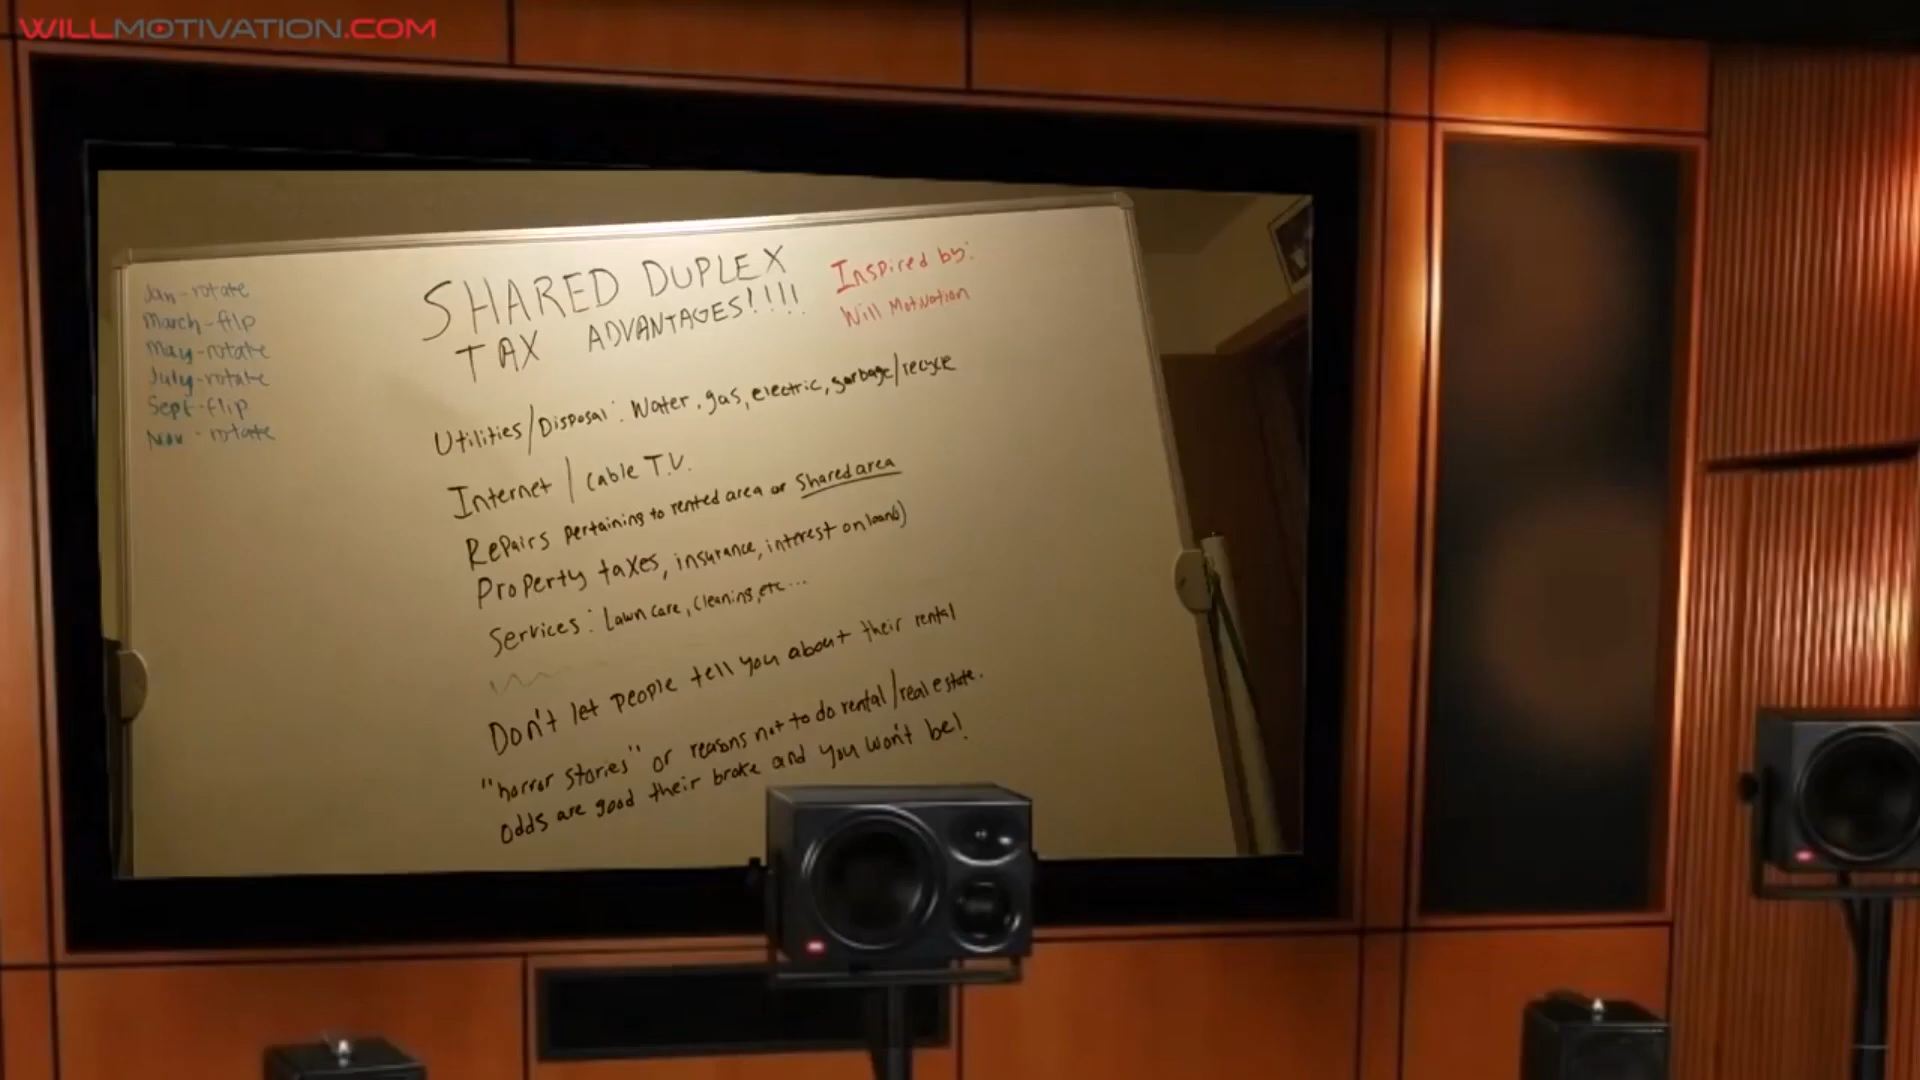 WILLMOTIVATION.COM
Jan-rotate
March-flip
May-rotate
July-rotate
Sept-flip
Nov - rotate
SHARED DUPLEX
TAX ADVANTAGES!!!!
Inspired by:
Will Motivation
Utilities/Disposal: Water, gas, electric, garbage/recycle
Internet / Cable T.V.
Repairs pertaining to rented area or Shared area
Property taxes, insurance, interest on loan(s)
Services: Lawn care, Cleaning, etc...
Don't let people tell you about their rental
"horror stories" or reasons not to do rental/real estate.
Odds are good their broke and you won't be!